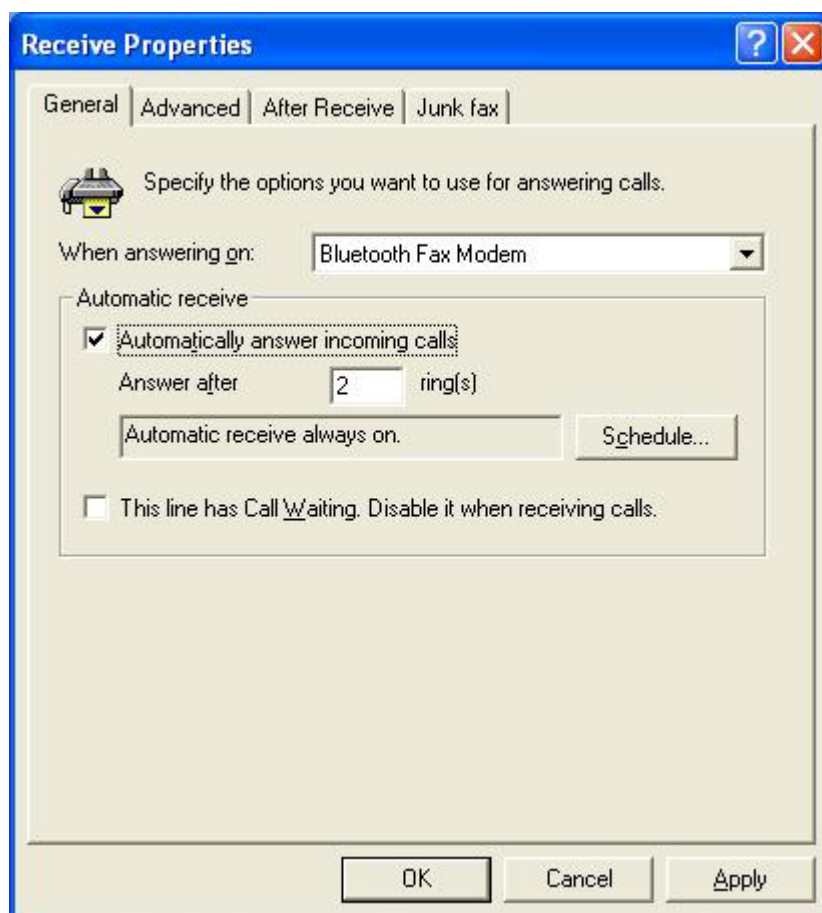 Receive Properties
General Advanced After Receive Junk fax
Specify the options you want to use for answering calls.
When answering on: Bluetooth Fax Modem
Automatic receive
Automatically answer incoming calls
Answer after 2 ring(s)
Automatic receive always on. Schedule...
This line has Call Waiting. Disable it when receiving calls.
OK Cancel Apply